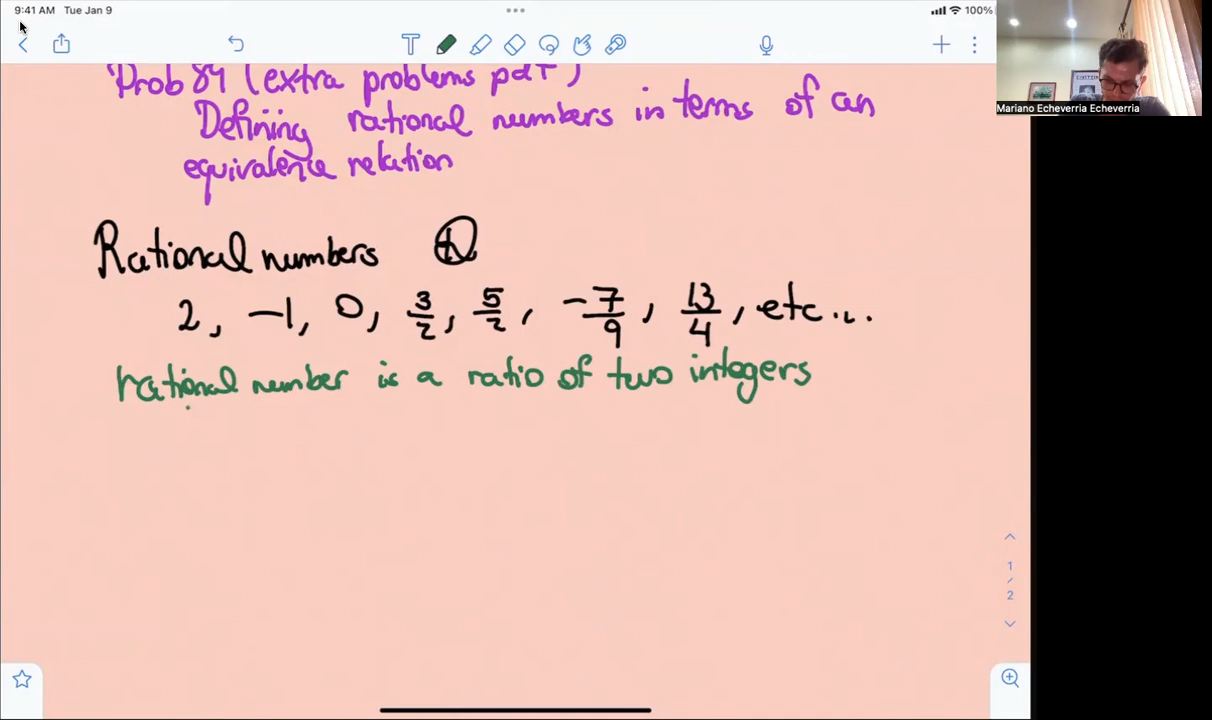 9:41 AM Tue Jan 9
100%
Prob 84 (extra problems pdf)
Defining rational numbers in terms of an
equivalence relation
Rational numbers ℚ
2, -1, 0, 3/2, 5/2, -7/9, 13/4, etc...
rational number is a ratio of two integers
1
/
2
Mariano Echeverria Echeverria